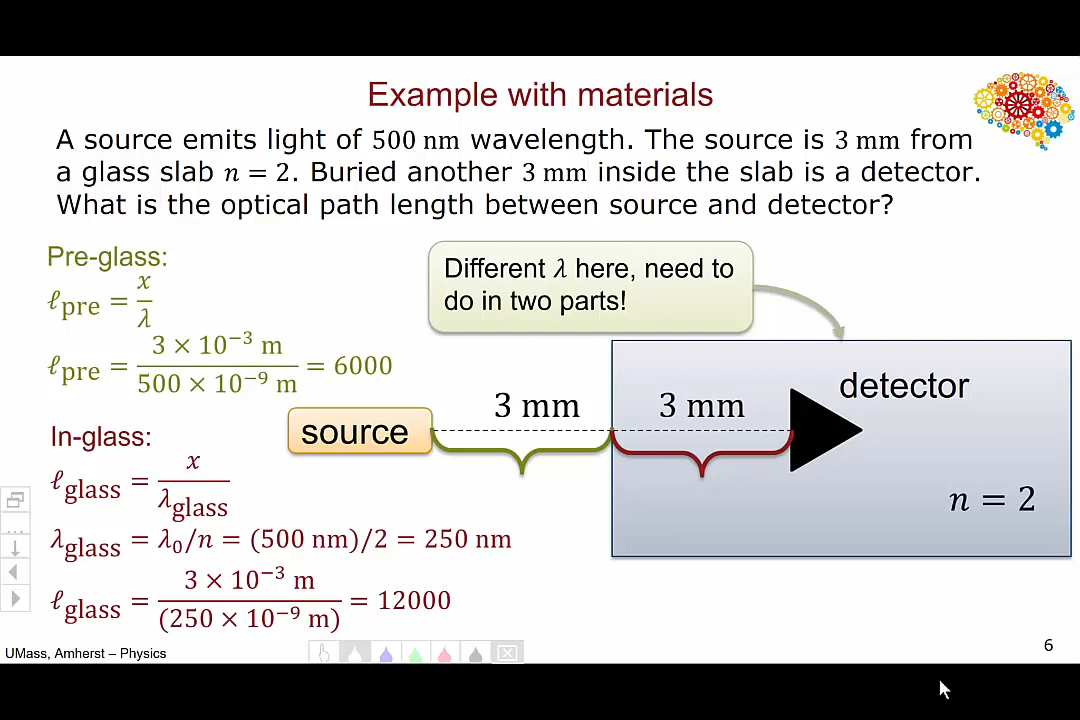 Example with materials
A source emits light of 500 nm wavelength. The source is 3 mm from
a glass slab n = 2. Buried another 3 mm inside the slab is a detector.
What is the optical path length between source and detector?
Pre-glass:
ℓpre = x/λ
ℓpre = (3 × 10⁻³ m)/(500 × 10⁻⁹ m) = 6000
In-glass:
ℓglass = x/λglass
λglass = λ₀/n = (500 nm)/2 = 250 nm
ℓglass = (3 × 10⁻³ m)/((250 × 10⁻⁹ m)) = 12000
Different λ here, need to
do in two parts!
source
3 mm
3 mm
detector
n = 2
UMass, Amherst – Physics
6